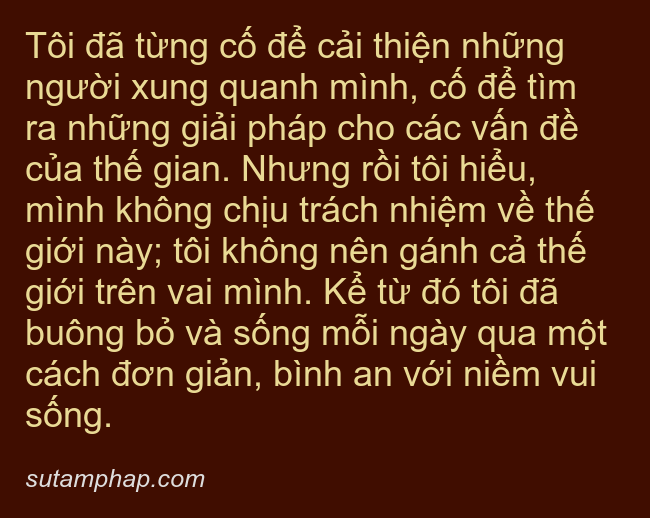 Tôi đã từng cố để cải thiện những
người xung quanh mình, cố để tìm
ra những giải pháp cho các vấn đề
của thế gian. Nhưng rồi tôi hiểu,
mình không chịu trách nhiệm về thế
giới này; tôi không nên gánh cả thế
giới trên vai mình. Kể từ đó tôi đã
buông bỏ và sống mỗi ngày qua một
cách đơn giản, bình an với niềm vui
sống.
sutamphap.com